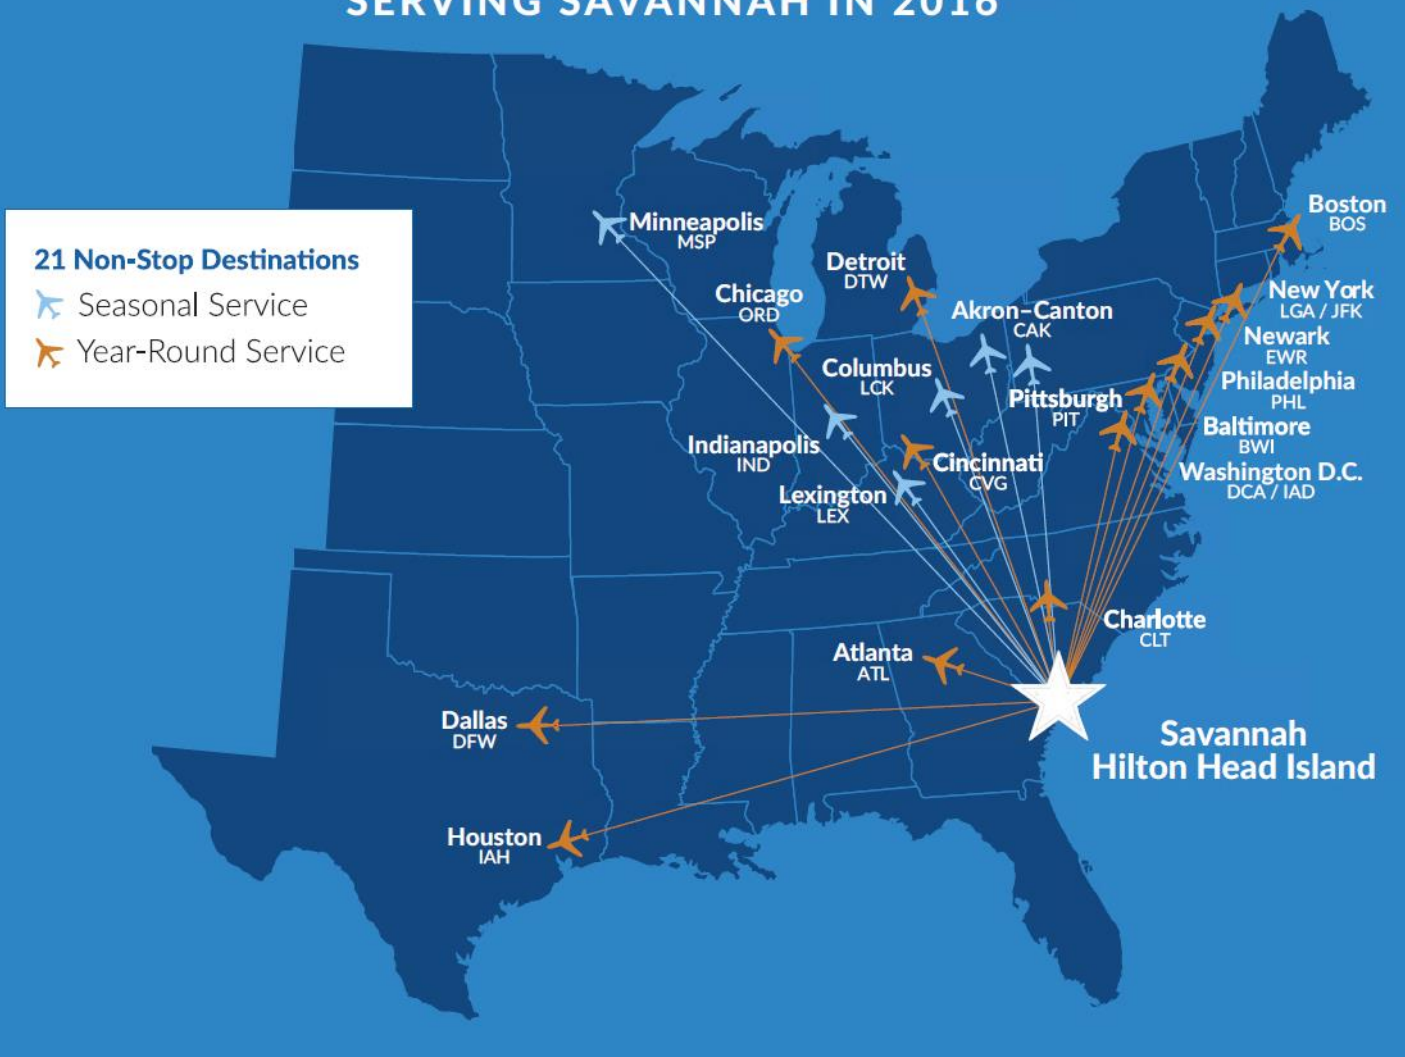 SERVING SAVANNAH IN 2016
21 Non-Stop Destinations
Seasonal Service
Year-Round Service
Minneapolis
MSP
Chicago
ORD
Detroit
DTW
Akron-Canton
CAK
Columbus
LCK
Pittsburgh
PIT
Indianapolis
IND
Cincinnati
CVG
Lexington
LEX
Boston
BOS
New York
LGA / JFK
Newark
EWR
Philadelphia
PHL
Baltimore
BWI
Washington D.C.
DCA / IAD
Charlotte
CLT
Atlanta
ATL
Dallas
DFW
Houston
IAH
Savannah
Hilton Head Island